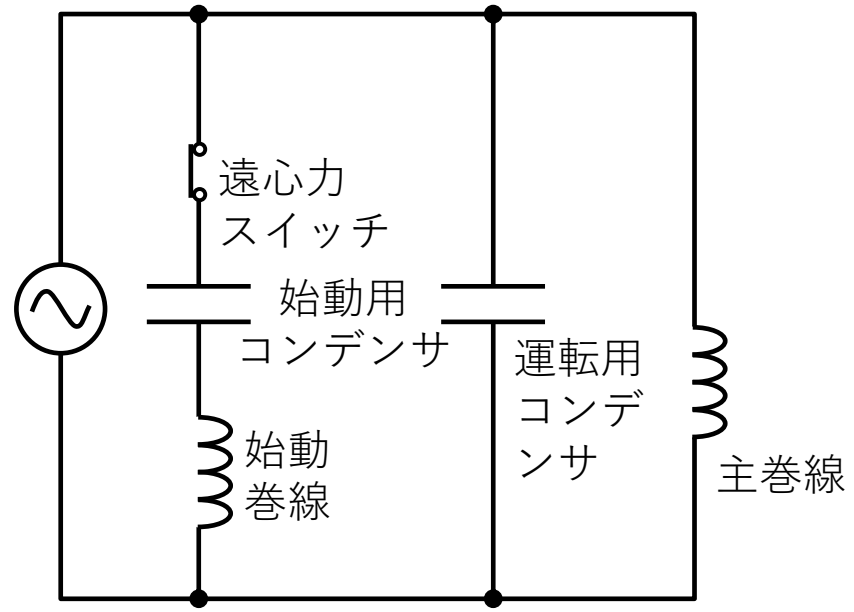 遠心力
スイッチ
始動用
コンデンサ
運転用
コンデ
ンサ
始動
巻線
主巻線